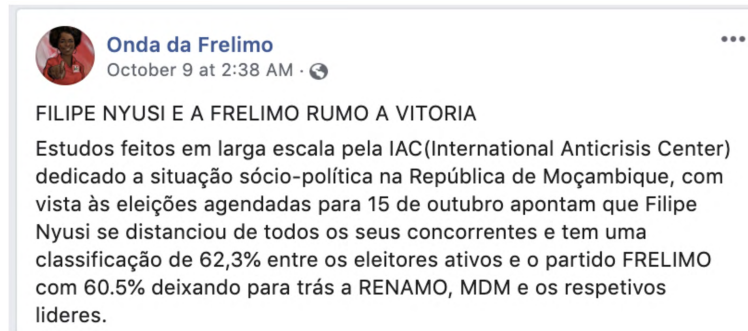 Onda da Frelimo
October 9 at 2:38 AM ·
FILIPE NYUSI E A FRELIMO RUMO A VITORIA
Estudos feitos em larga escala pela IAC(International Anticrisis Center)
dedicado a situação sócio-política na República de Moçambique, com
vista às eleições agendadas para 15 de outubro apontam que Filipe
Nyusi se distanciou de todos os seus concorrentes e tem uma
classificação de 62,3% entre os eleitores ativos e o partido FRELIMO
com 60.5% deixando para trás a RENAMO, MDM e os respetivos
lideres.